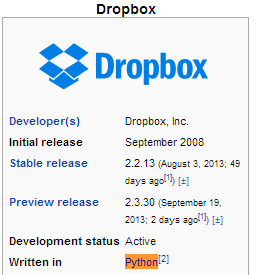 Dropbox
Dropbox
Developer(s) Dropbox, Inc.
Initial release September 2008
Stable release 2.2.13 (August 3, 2013; 49
days ago[1]) [±]
Preview release 2.3.30 (September 19,
2013; 2 days ago[1]) [±]
Development status Active
Written in Python[2]